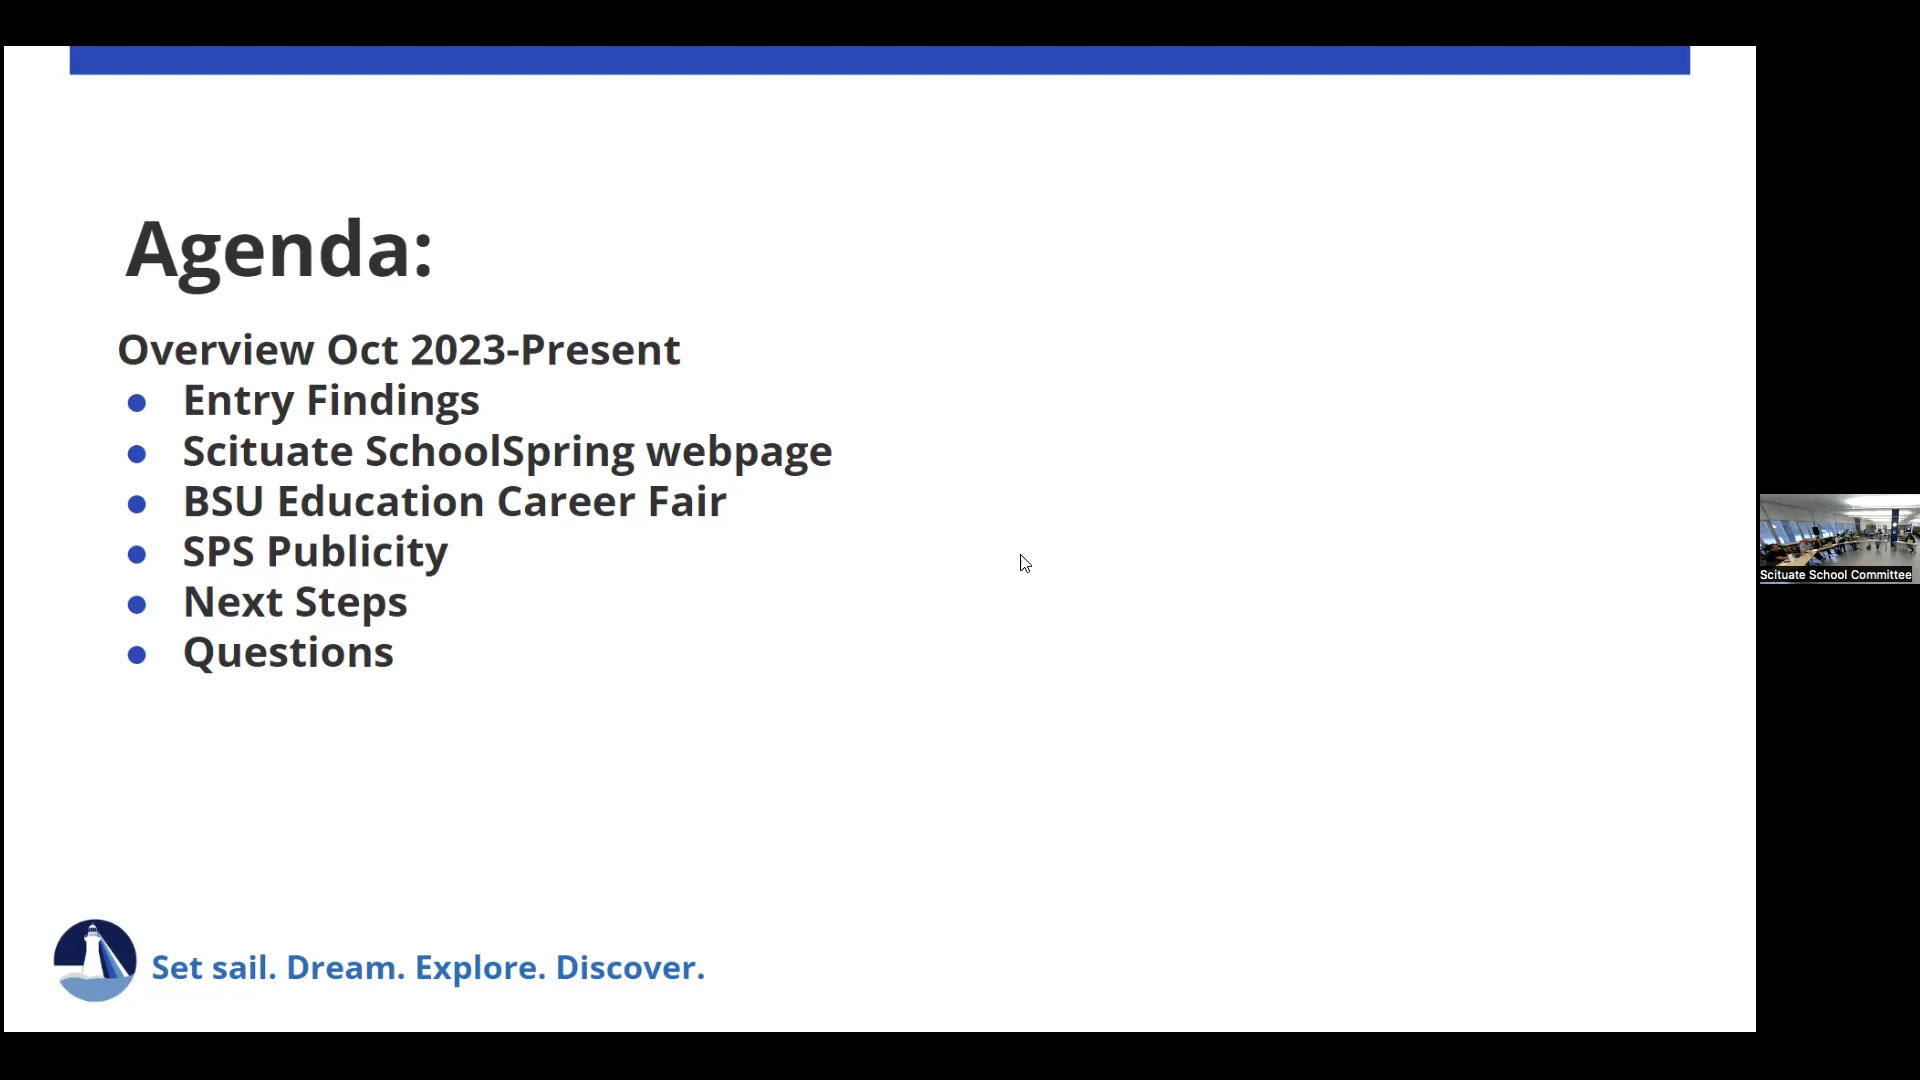 Agenda:
Overview Oct 2023-Present
● Entry Findings
● Scituate SchoolSpring webpage
● BSU Education Career Fair
● SPS Publicity
● Next Steps
● Questions
Scituate School Committee
Set sail. Dream. Explore. Discover.